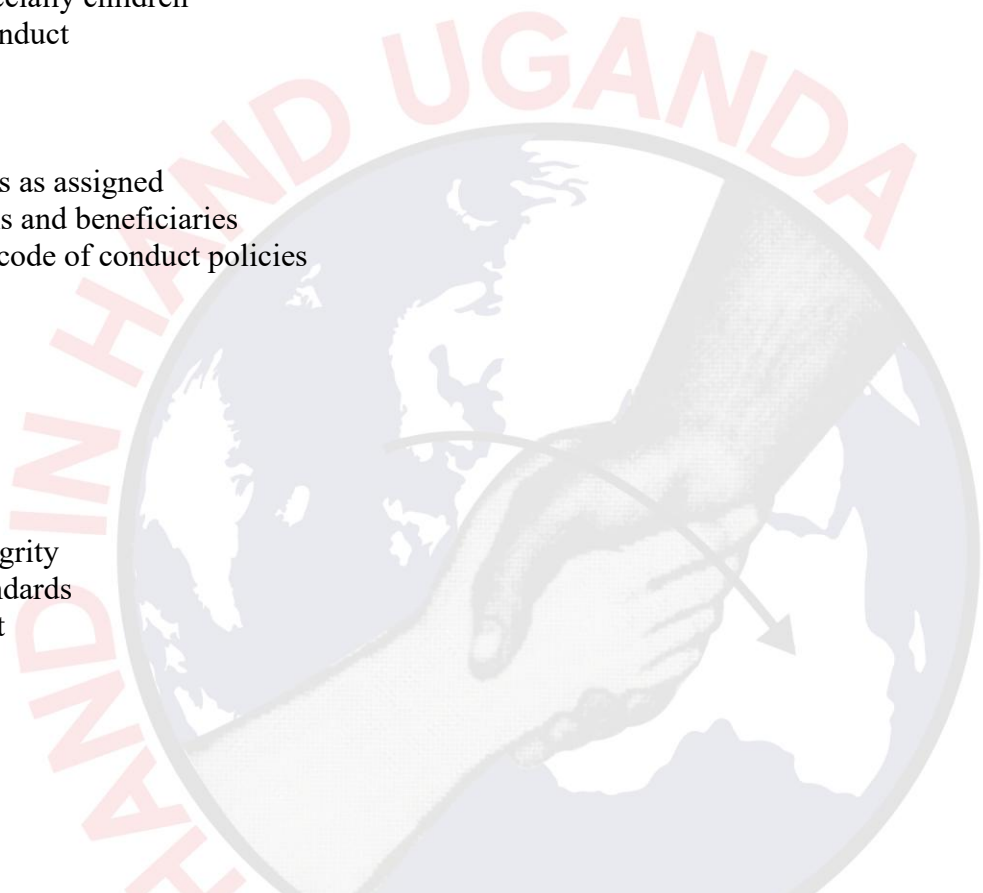 ecially children
nduct
s as assigned
s and beneficiaries
code of conduct policies
grity
ndards
t
HAND IN HAND UGANDA